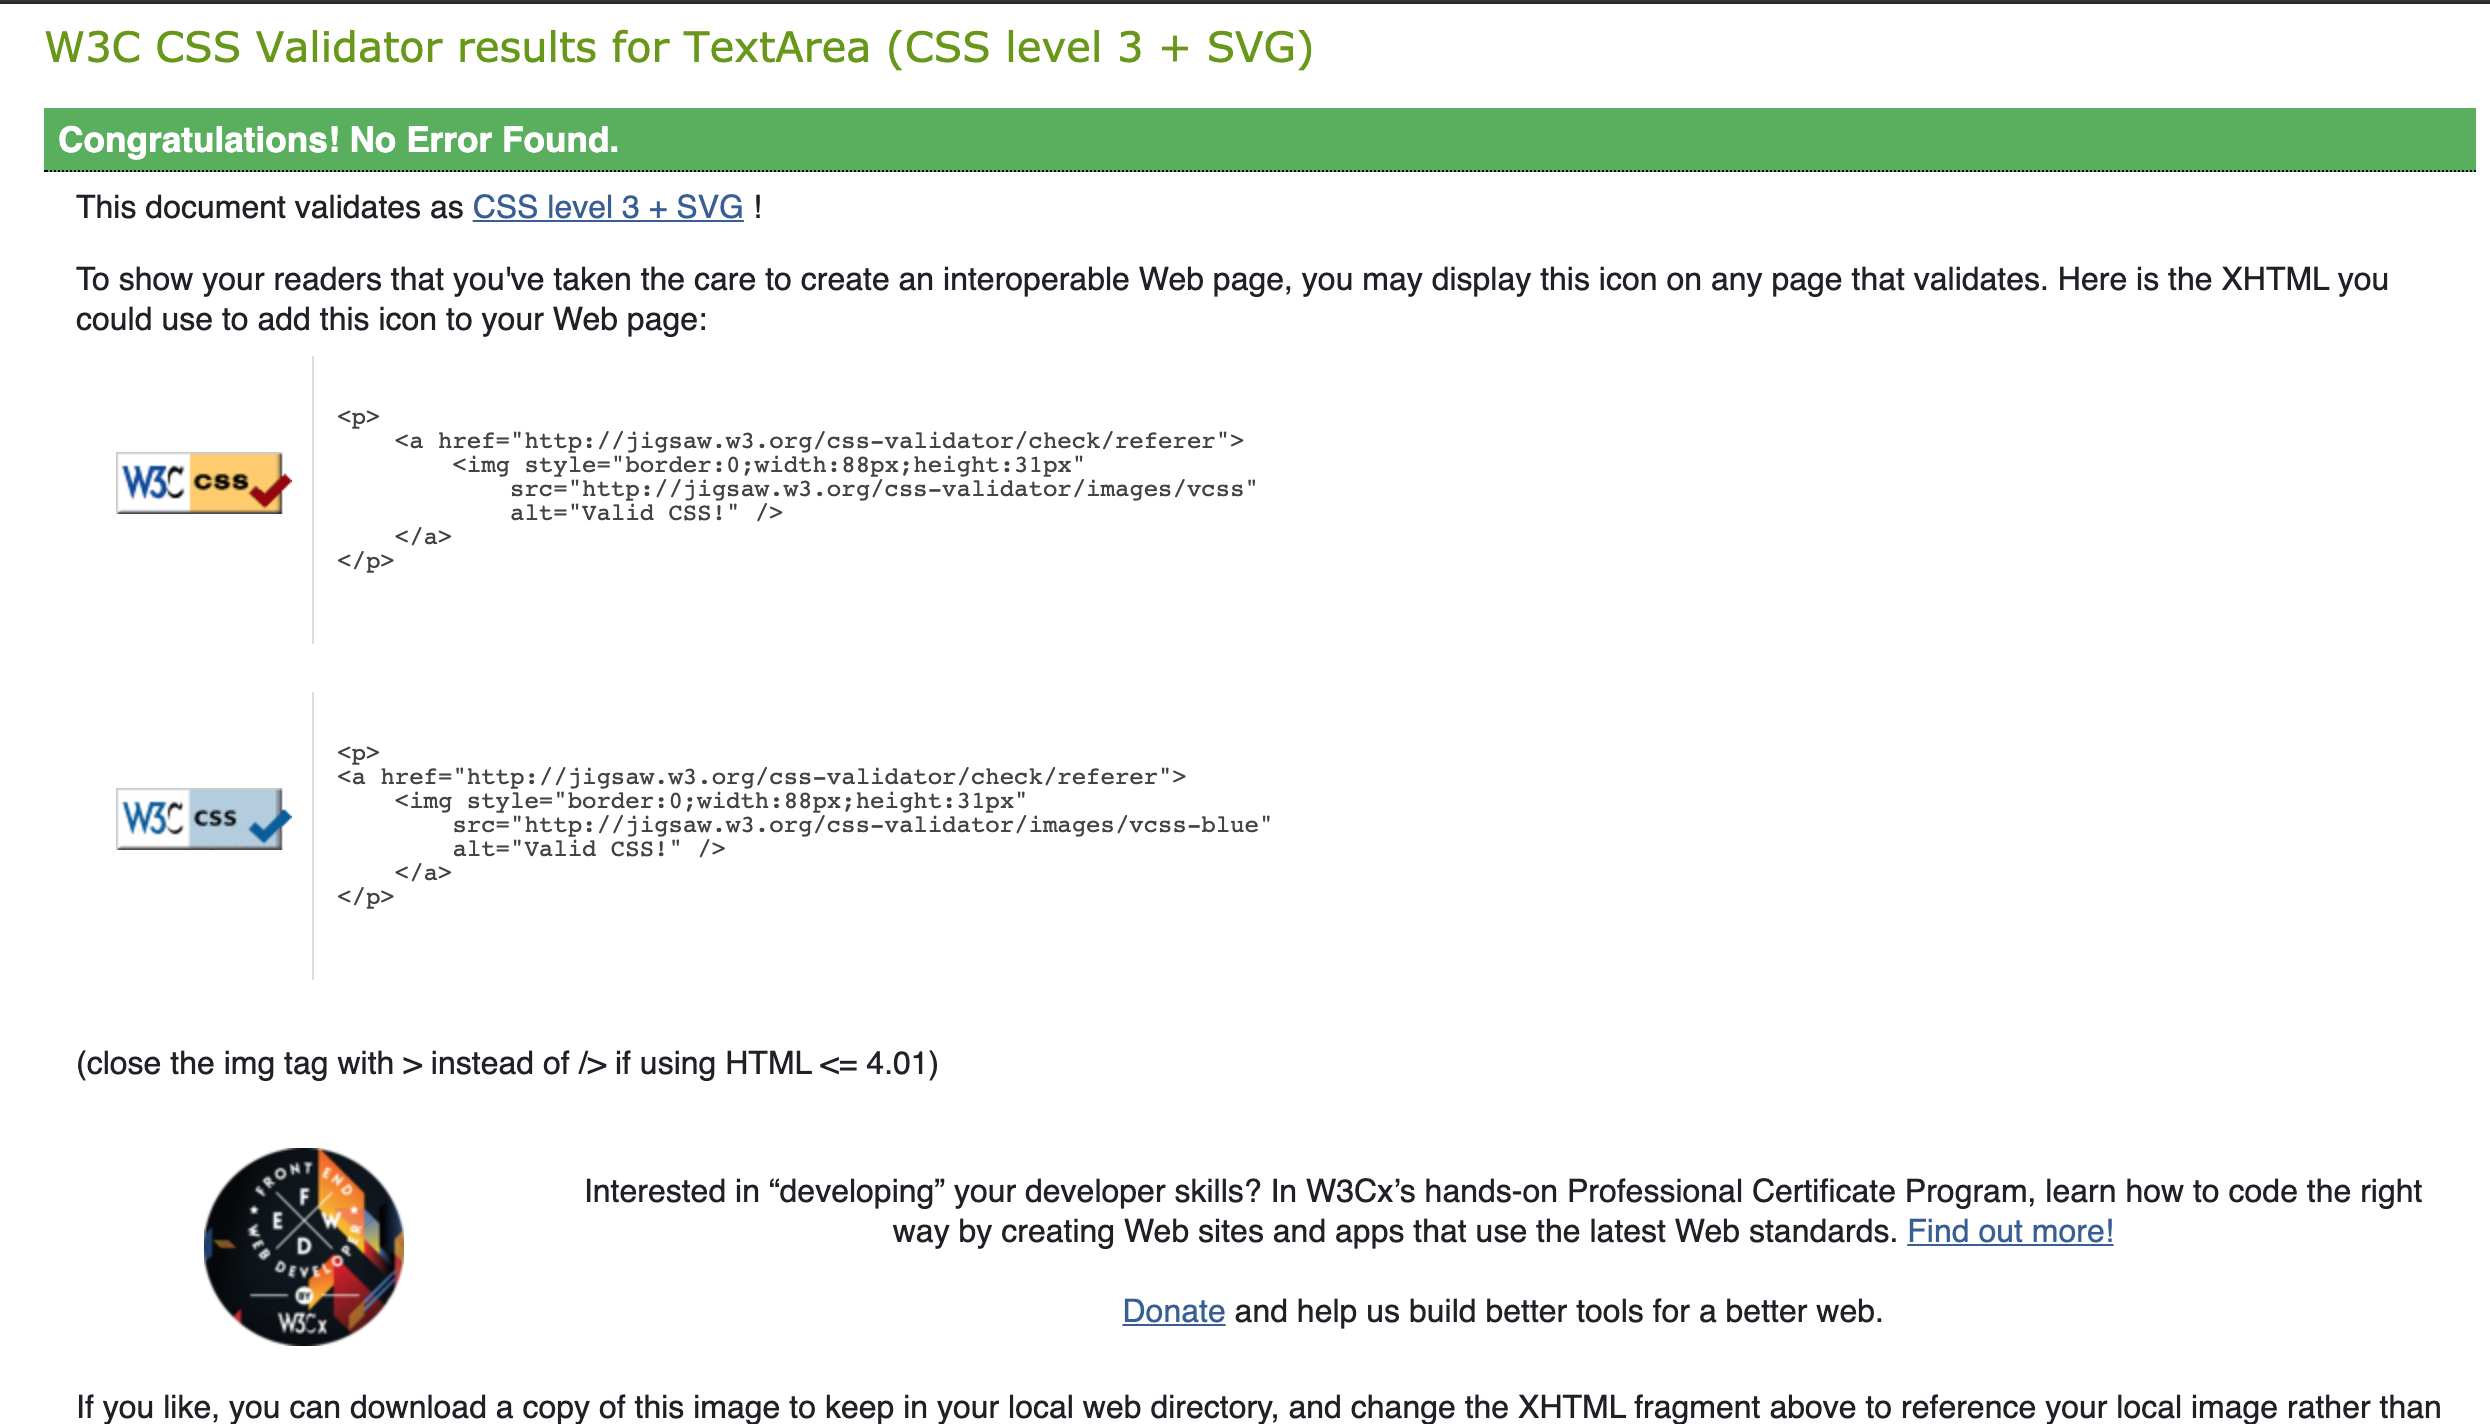 W3C CSS Validator results for TextArea (CSS level 3 + SVG)
Congratulations! No Error Found.
This document validates as CSS level 3 + SVG !
To show your readers that you've taken the care to create an interoperable Web page, you may display this icon on any page that validates. Here is the XHTML you
could use to add this icon to your Web page:
W3C css
<p>
    <a href="http://jigsaw.w3.org/css-validator/check/referer">
        <img style="border:0;width:88px;height:31px"
            src="http://jigsaw.w3.org/css-validator/images/vcss"
            alt="Valid CSS!" />
    </a>
</p>
W3C css
<p>
<a href="http://jigsaw.w3.org/css-validator/check/referer">
    <img style="border:0;width:88px;height:31px"
        src="http://jigsaw.w3.org/css-validator/images/vcss-blue"
        alt="Valid CSS!" />
    </a>
</p>
(close the img tag with > instead of /> if using HTML <= 4.01)
FRONT END
F
E W
D
WEB DEVELOPER
BY
W3Cx
Interested in “developing” your developer skills? In W3Cx’s hands-on Professional Certificate Program, learn how to code the right
way by creating Web sites and apps that use the latest Web standards. Find out more!
Donate and help us build better tools for a better web.
If you like, you can download a copy of this image to keep in your local web directory, and change the XHTML fragment above to reference your local image rather than